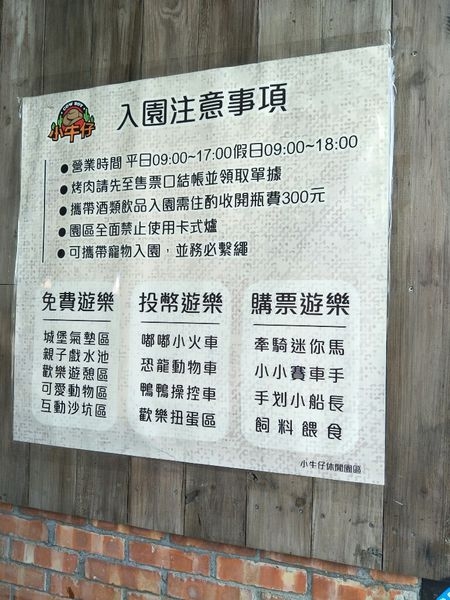 小牛仔
入園注意事項
●營業時間 平日09:00~17:00假日09:00~18:00
●烤肉請先至售票口結帳並領取單據
●攜帶酒類飲品入園需住酌收開瓶費300元
●園區全面禁止使用卡式爐
●可攜帶寵物入園，並務必繫繩
免費遊樂
城堡氣墊區
親子戲水池
歡樂遊憩區
可愛動物區
互動沙坑區
投幣遊樂
嘟嘟小火車
恐龍動物車
鴨鴨操控車
歡樂扭蛋區
購票遊樂
牽騎迷你馬
小小賽車手
手划小船長
飼料餵食
小牛仔休閒園區